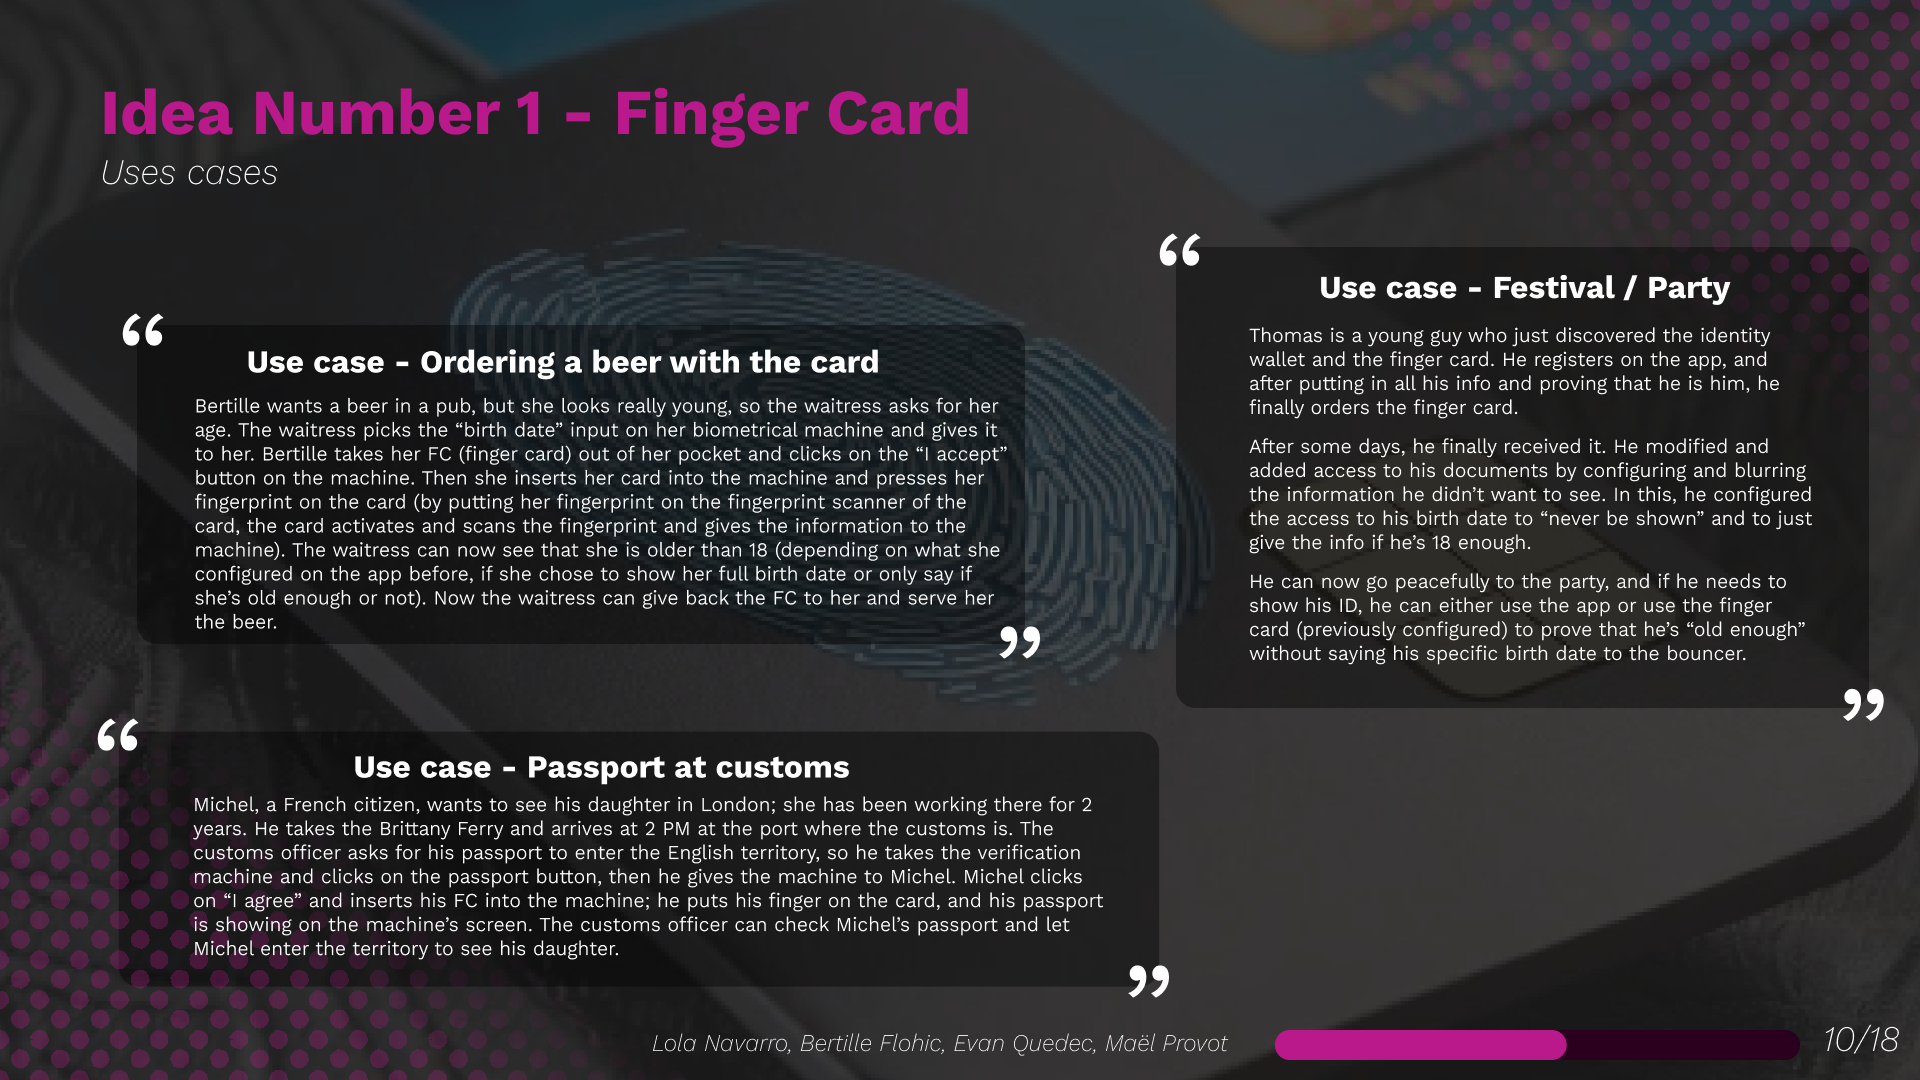 Idea Number 1 - Finger Card
Uses cases
“
Use case - Ordering a beer with the card
Bertille wants a beer in a pub, but she looks really young, so the waitress asks for her
age. The waitress picks the “birth date” input on her biometrical machine and gives it
to her. Bertille takes her FC (finger card) out of her pocket and clicks on the “I accept”
button on the machine. Then she inserts her card into the machine and presses her
fingerprint on the card (by putting her fingerprint on the fingerprint scanner of the
card, the card activates and scans the fingerprint and gives the information to the
machine). The waitress can now see that she is older than 18 (depending on what she
configured on the app before, if she chose to show her full birth date or only say if
she’s old enough or not). Now the waitress can give back the FC to her and serve her
the beer.
”
“
Use case - Passport at customs
Michel, a French citizen, wants to see his daughter in London; she has been working there for 2
years. He takes the Brittany Ferry and arrives at 2 PM at the port where the customs is. The
customs officer asks for his passport to enter the English territory, so he takes the verification
machine and clicks on the passport button, then he gives the machine to Michel. Michel clicks
on “I agree” and inserts his FC into the machine; he puts his finger on the card, and his passport
is showing on the machine’s screen. The customs officer can check Michel’s passport and let
Michel enter the territory to see his daughter.
”
“
Use case - Festival / Party
Thomas is a young guy who just discovered the identity
wallet and the finger card. He registers on the app, and
after putting in all his info and proving that he is him, he
finally orders the finger card.
After some days, he finally received it. He modified and
added access to his documents by configuring and blurring
the information he didn’t want to see. In this, he configured
the access to his birth date to “never be shown” and to just
give the info if he’s 18 enough.
He can now go peacefully to the party, and if he needs to
show his ID, he can either use the app or use the finger
card (previously configured) to prove that he’s “old enough”
without saying his specific birth date to the bouncer.
”
Lola Navarro, Bertille Flohic, Evan Quedec, Maël Provot
10/18